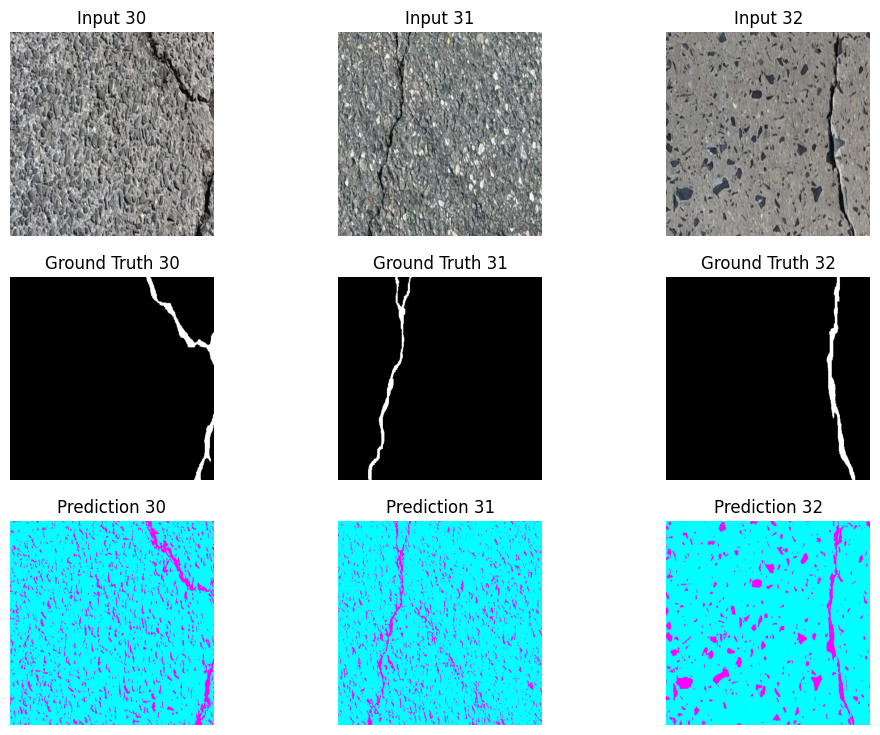 Input 30
Input 31
Input 32
Ground Truth 30
Ground Truth 31
Ground Truth 32
Prediction 30
Prediction 31
Prediction 32